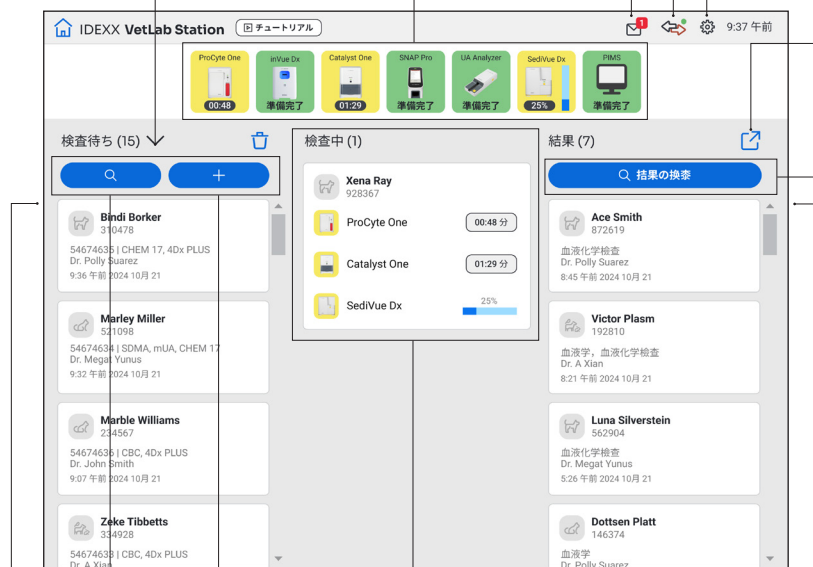 IDEXX VetLab Station
チュートリアル
1
9:37 午前
ProCyte One
00:48
inVue Dx
準備完了
Catalyst One
01:29
SNAP Pro
準備完了
UA Analyzer
準備完了
SediVue Dx
25%
PIMS
準備完了
検査待ち (15)
Bindi Borker
310478
54674635 | CHEM 17, 4Dx PLUS
Dr. Polly Suarez
9:36 午前 2024 10月 21
Marley Miller
521098
54674634 | SDMA, mUA, CHEM 17
Dr. Megat Yunus
9:32 午前 2024 10月 21
Marble Williams
234567
54674636 | CBC, 4Dx PLUS
Dr. John Smith
9:07 午前 2024 10月 21
Zeke Tibbetts
334928
54674633 | CBC, 4Dx PLUS
Dr. A Xian
検査中 (1)
Xena Ray
928367
ProCyte One
00:48 分
Catalyst One
01:29 分
SediVue Dx
25%
結果 (7)
結果の検索
Ace Smith
872619
血液化学検査
Dr. Polly Suarez
8:45 午前 2024 10月 21
Victor Plasm
192810
血液学，血液化学检查
Dr. A Xian
8:21 午前 2024 10月 21
Luna Silverstein
562904
血液化学検査
Dr. Megat Yunus
5:26 午前 2024 10月 21
Dottsen Platt
146374
血液学
Dr. Polly Suarez